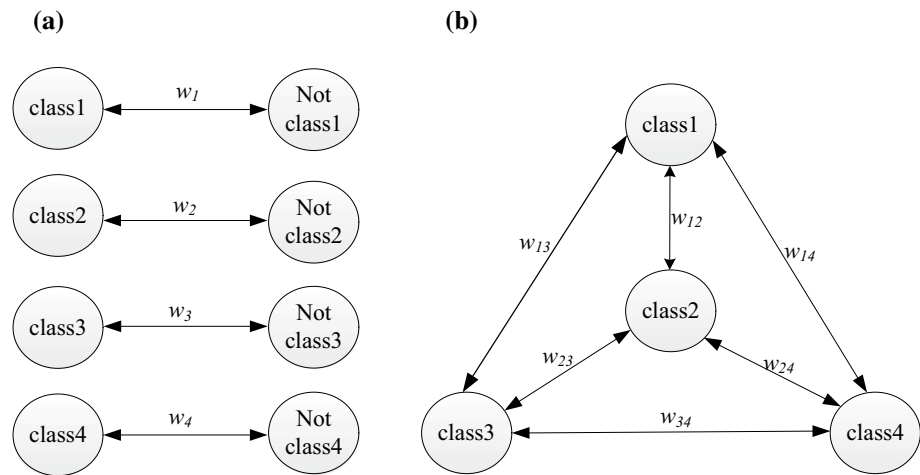 (a)
class1
w1
Not
class1
class2
w2
Not
class2
class3
w3
Not
class3
class4
w4
Not
class4
(b)
class1
w13
w12
w14
class2
w23
w24
class3
w34
class4